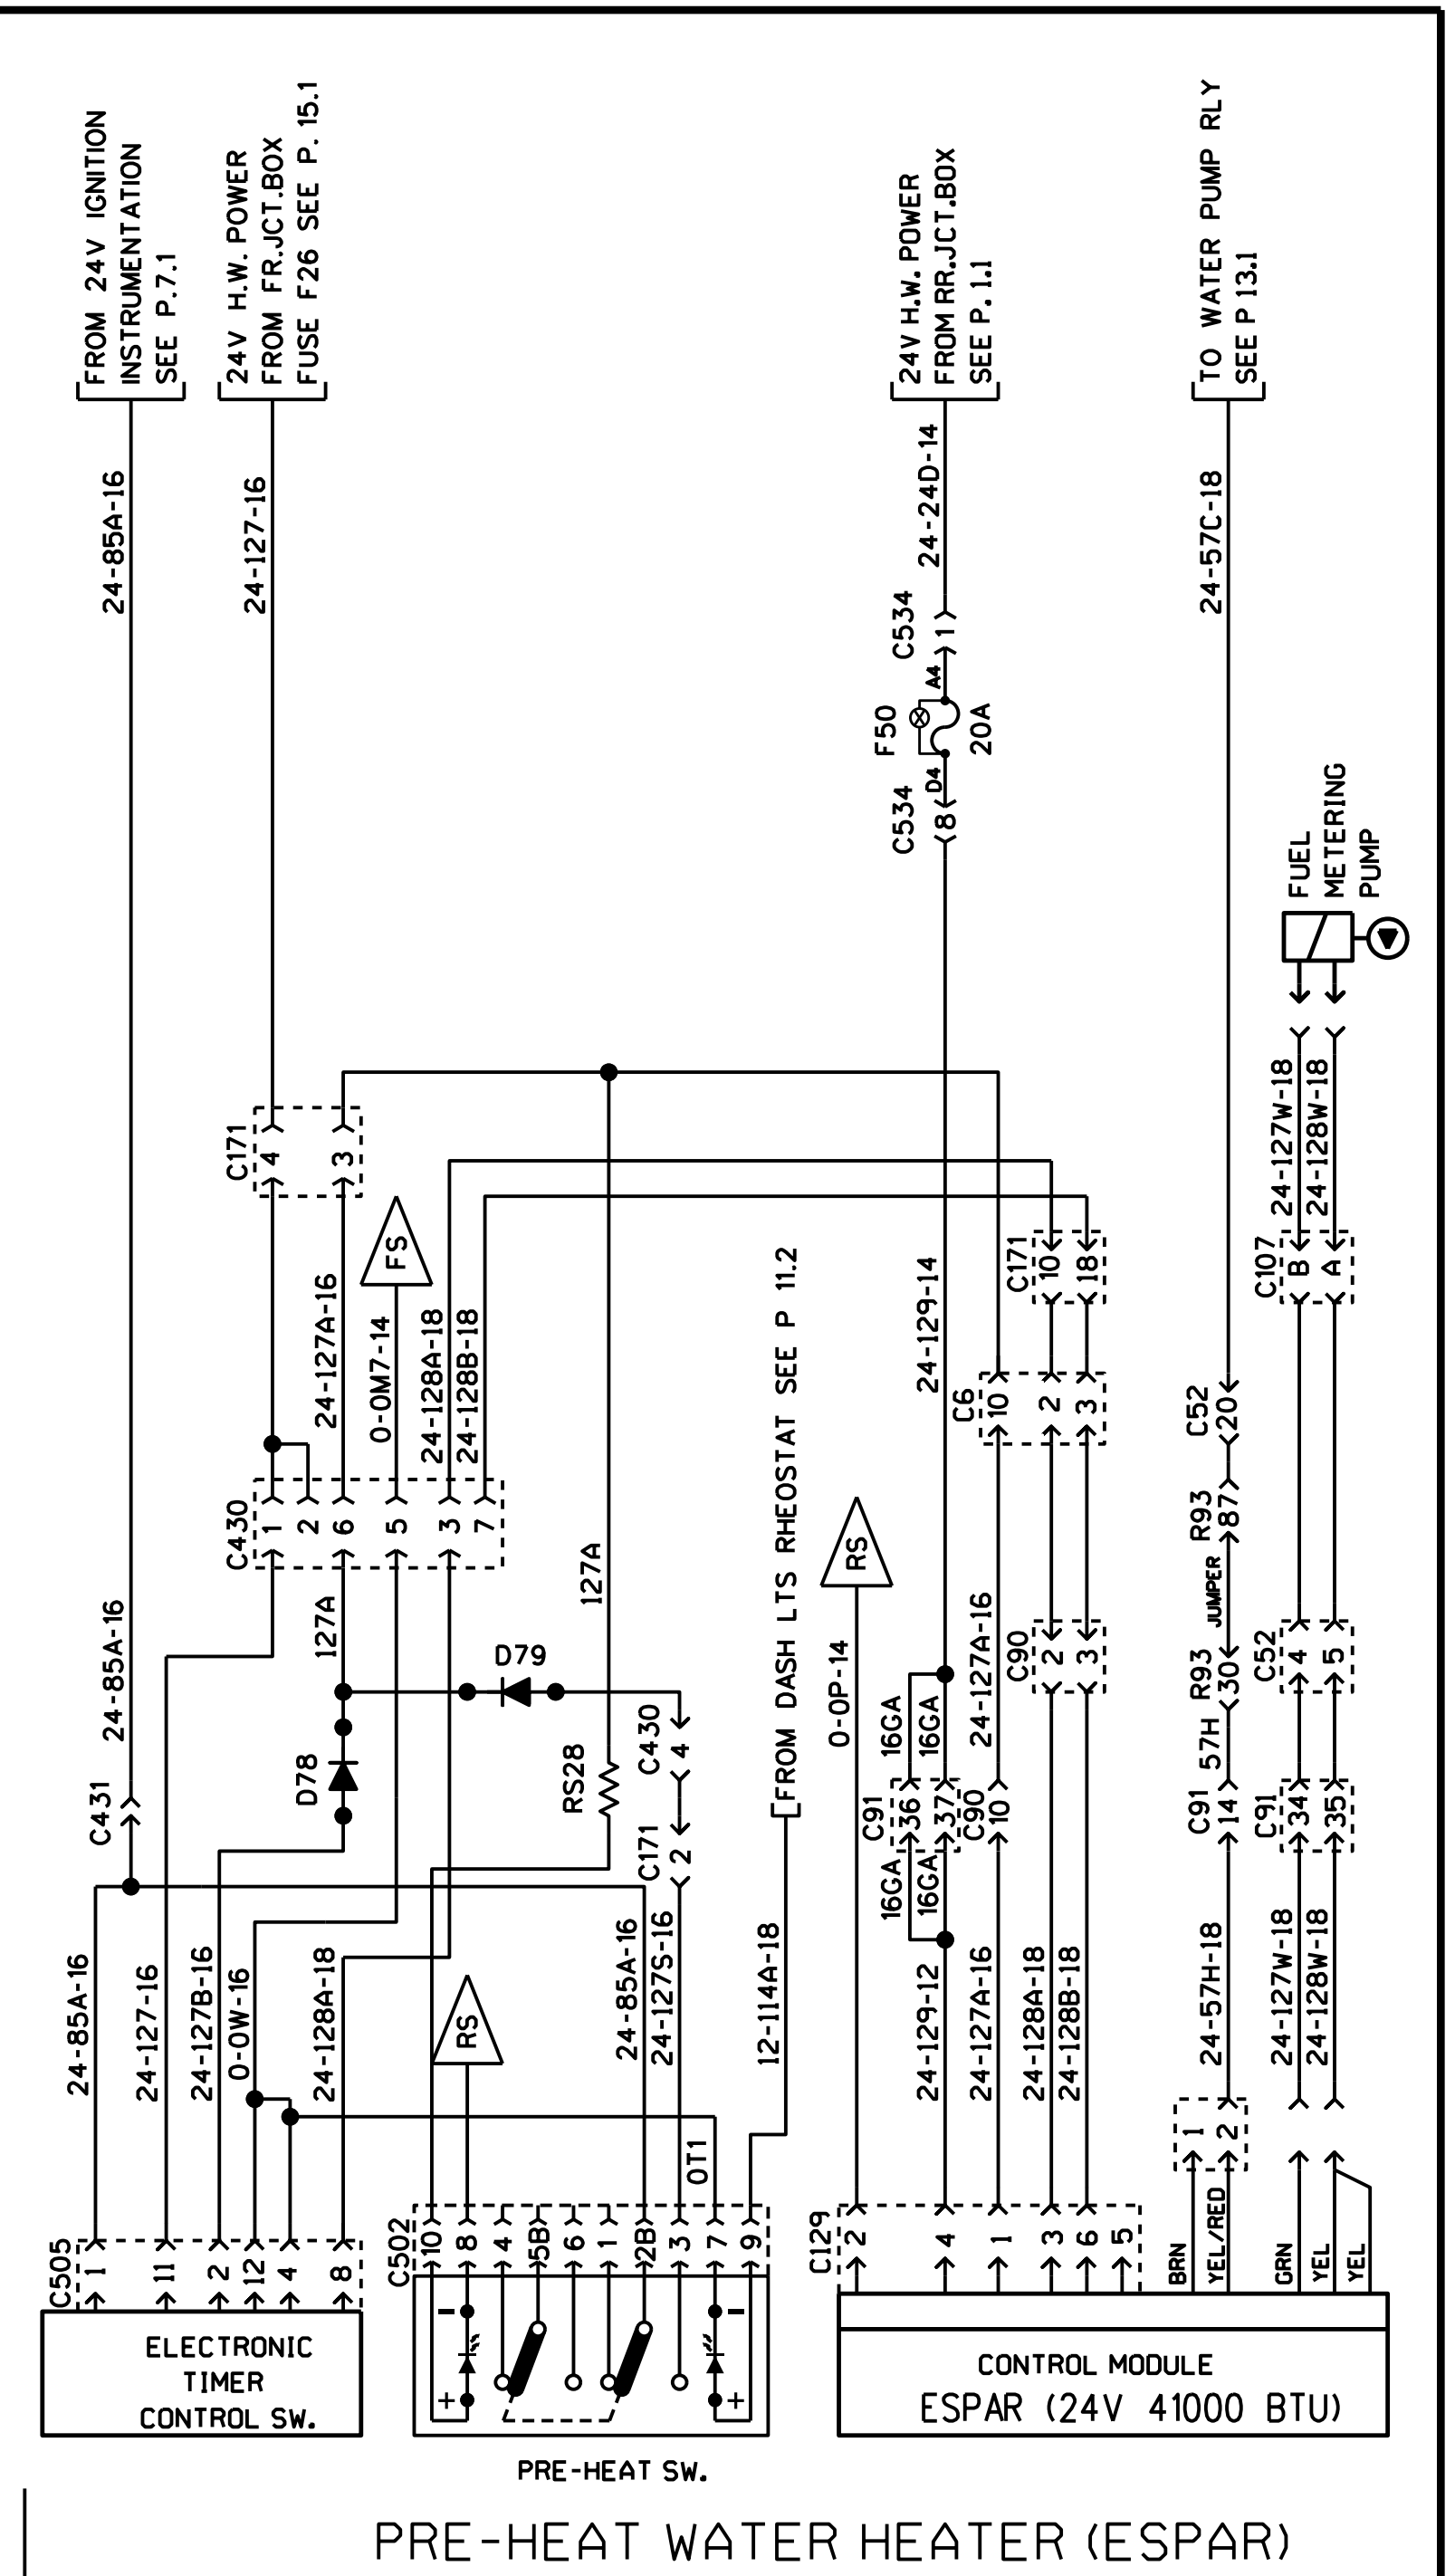 FROM 24V IGNITION
INSTRUMENTATION
SEE P.7.1
24V H.W. POWER
FROM FR.JCT.BOX
FUSE F26 SEE P. 15.1
24V H.W. POWER
FROM RR.JCT.BOX
SEE P. 1.1
TO WATER PUMP RLY
SEE P 13.1
24-85A-16
24-127-16
24-24D-14
24-57C-18
C534
1
A4
F50
20A
D4
C534
8
FUEL
METERING
PUMP
C171
4
3
FS
24-127A-16
0-0M7-14
24-128A-18
24-128B-18
FROM DASH LTS RHEOSTAT SEE P 11.2
24-129-14
C171
10
18
24-127W-18
24-128W-18
C107
B
A
C6
10
2
3
C52
20
C430
1
2
6
5
3
7
R93
87
JUMPER
RS
24-85A-16
127A
127A
D79
D78
RS28
C430
4
0-0P-14
16GA
16GA
24-127A-16
C90
2
3
R93
30
57H
C52
4
5
C431
C171
2
C91
36
37
C90
10
C91
14
C91
34
35
16GA
16GA
24-85A-16
24-127-16
24-127B-16
0-0W-16
24-128A-18
RS
24-85A-16
24-127S-16
12-114A-18
24-129-12
24-127A-16
24-128A-18
24-128B-18
24-57H-18
24-127W-18
24-128W-18
0T1
1
2
C505
1
11
2
12
4
8
C502
10
8
4
5B
6
1
2B
3
7
9
C129
2
4
1
3
6
5
BRN
YEL/RED
GRN
YEL
YEL
ELECTRONIC
TIMER
CONTROL SW.
- -
+ +
PRE-HEAT SW.
CONTROL MODULE
ESPAR (24V 41000 BTU)
PRE-HEAT WATER HEATER (ESPAR)